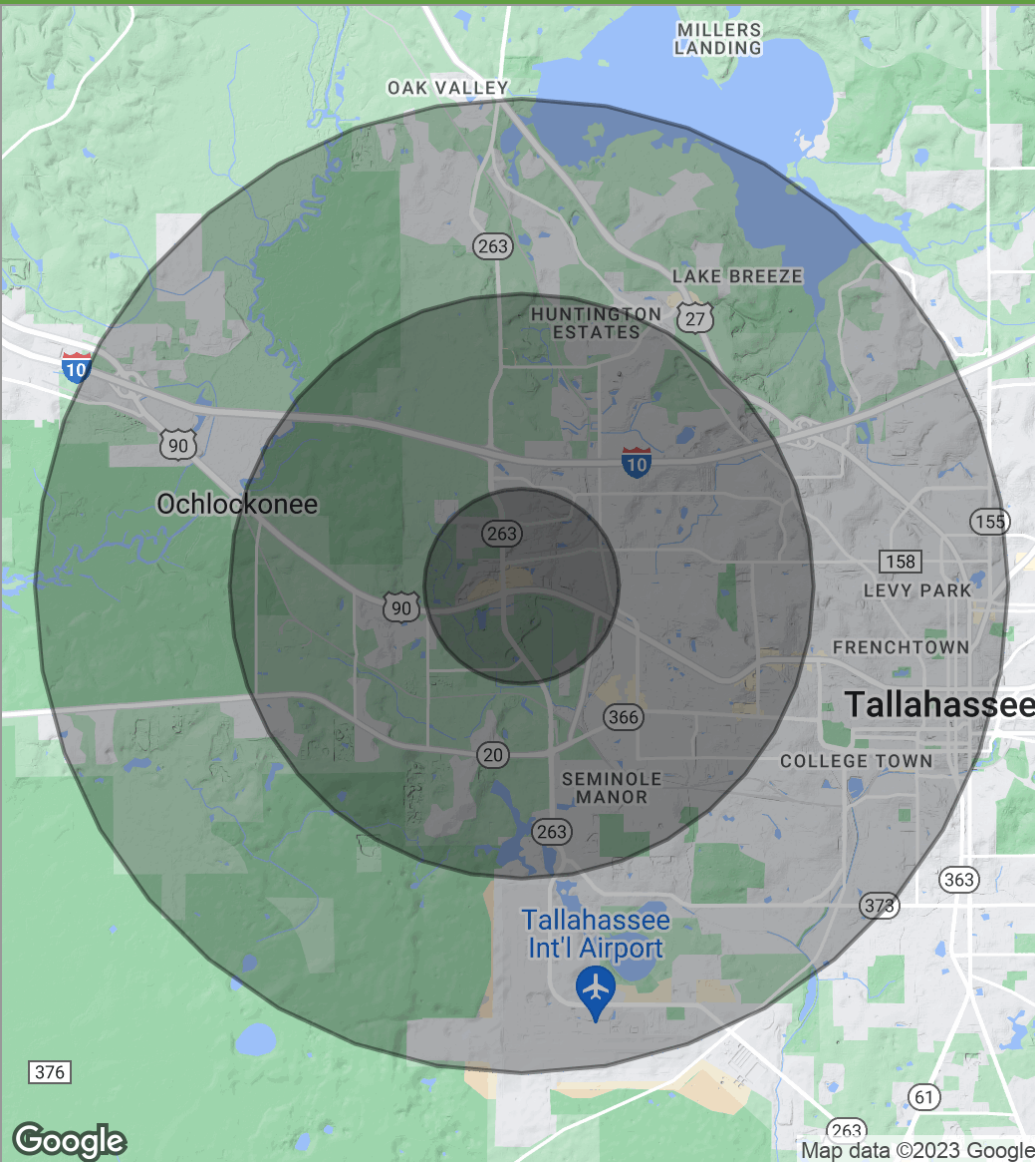 MILLERS
LANDING
OAK VALLEY
263
LAKE BREEZE
HUNTINGTON
ESTATES
27
10
90
10
Ochlockonee
263
155
158
LEVY PARK
90
FRENCHTOWN
Tallahassee
366
20
COLLEGE TOWN
SEMINOLE
MANOR
263
363
373
Tallahassee
Int'l Airport
376
61
263
Google
Map data ©2023 Google